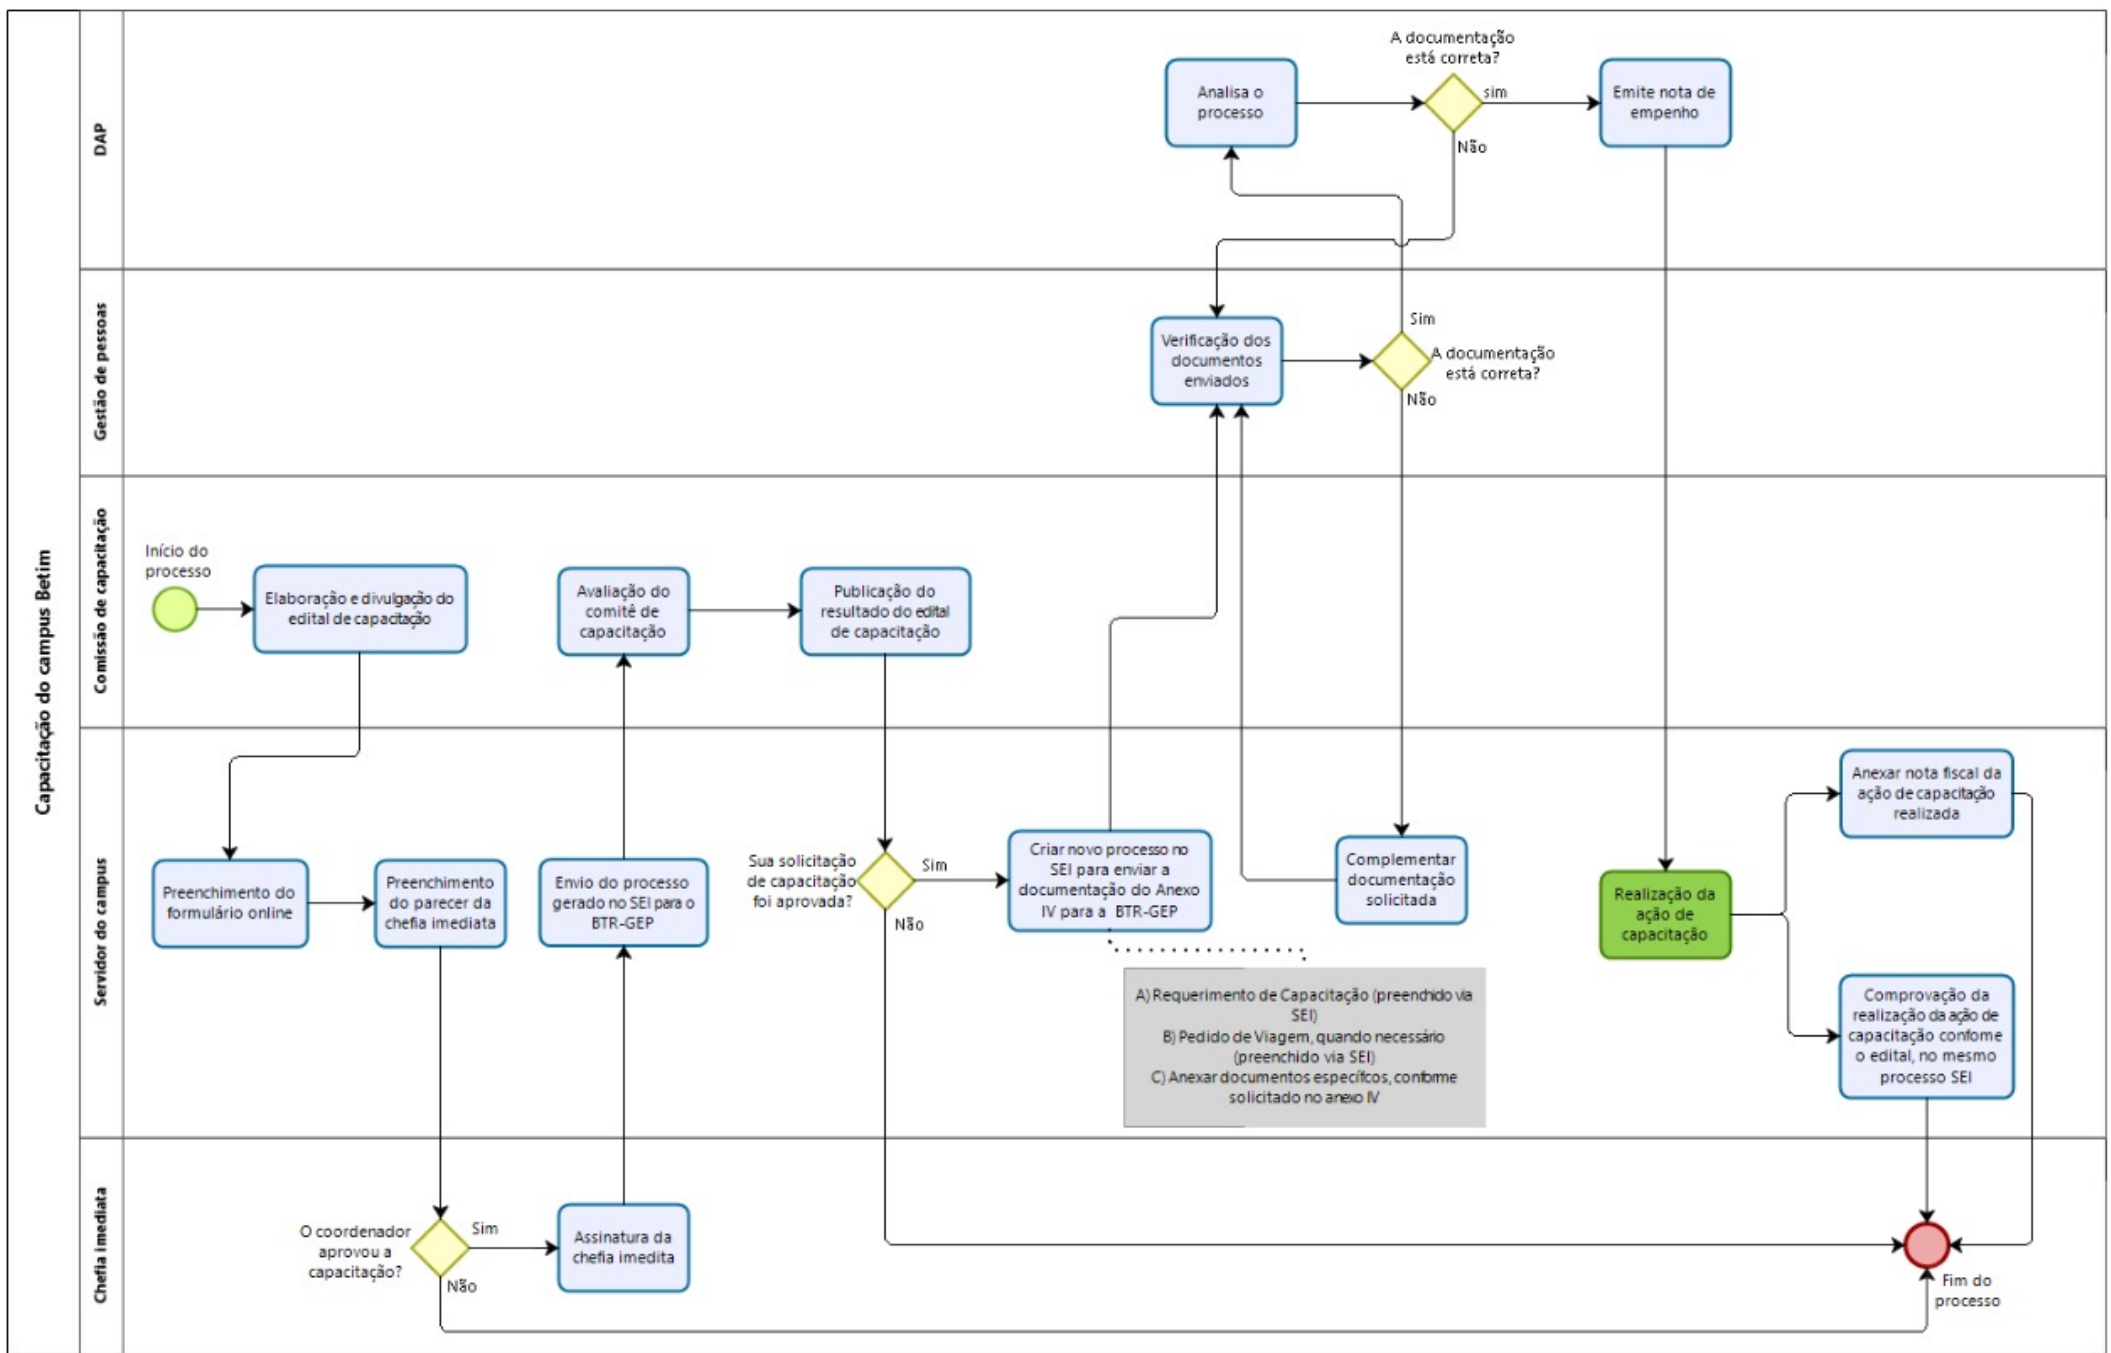 Capacitação do campus Betim
DAP
Analisa o
processo
A documentação
está correta?
sim
Não
Emite nota de
empenho
Gestão de pessoas
Verificação dos
documentos
enviados
Sim
A documentação
está correta?
Não
Comissão de capacitação
Início do
processo
Elaboração e divulgação do
edital de capacitação
Avaliação do
comitê de
capacitação
Publicação do
resultado do edital
de capacitação
Servidor do campus
Preenchimento do
formulário online
Preenchimento
do parecer da
chefia imediata
Envio do processo
gerado no SEI para o
BTR-GEP
Sua solicitação
de capacitação
foi aprovada?
Sim
Não
Criar novo processo no
SEI para enviar a
documentação do Anexo
IV para a BTR-GEP
Complementar
documentação
solicitada
A) Requerimento de Capacitação (preenchido via
SEI)
B) Pedido de Viagem, quando necessário
(preenchido via SEI)
C) Anexar documentos específcos, conforme
solicitado no anexo IV
Realização da
ação de
capacitação
Anexar nota fiscal da
ação de capacitação
realizada
Comprovação da
realização da ação de
capacitação confome
o edital, no mesmo
processo SEI
Chefia imediata
O coordenador
aprovou a
capacitação?
Sim
Não
Assinatura da
chefia imedita
Fim do
processo